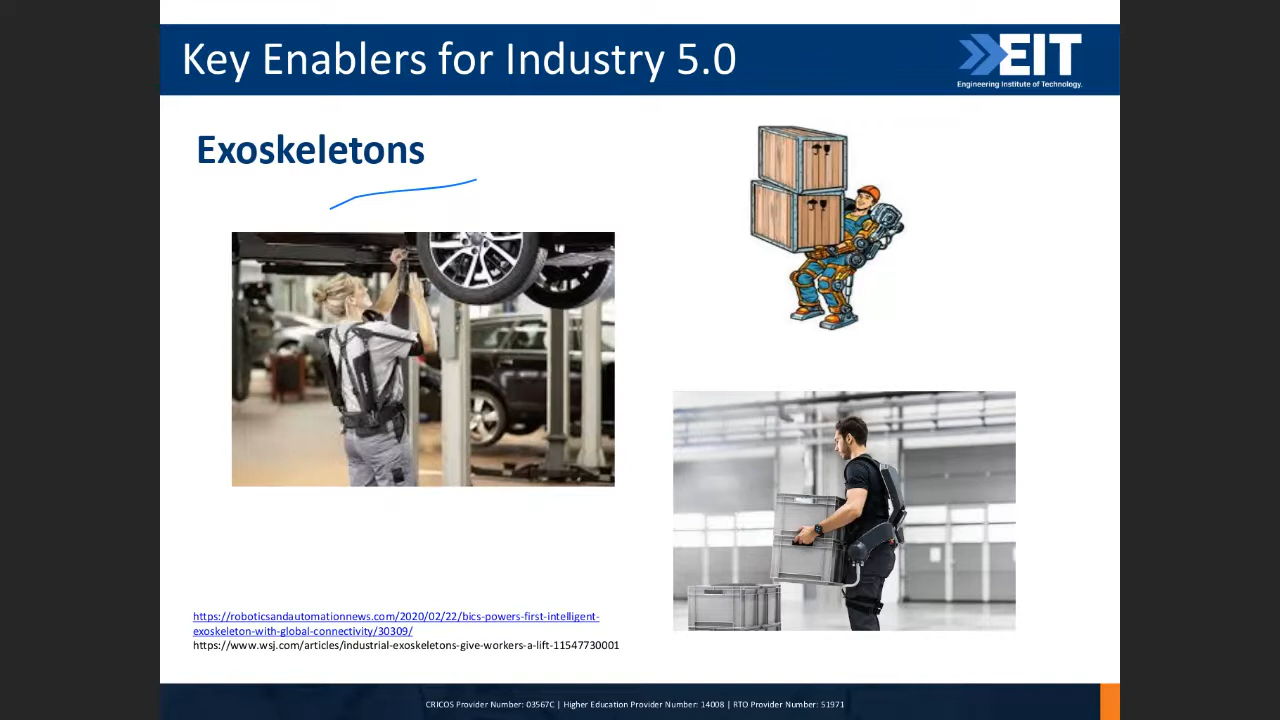 Key Enablers for Industry 5.0
EIT
Engineering Institute of Technology.
Exoskeletons
https://roboticsandautomationnews.com/2020/02/22/bics-powers-first-intelligent-
exoskeleton-with-global-connectivity/30309/
https://www.wsj.com/articles/industrial-exoskeletons-give-workers-a-lift-11547730001
CRICOS Provider Number: 03567C | Higher Education Provider Number: 14008 | RTO Provider Number: 51971